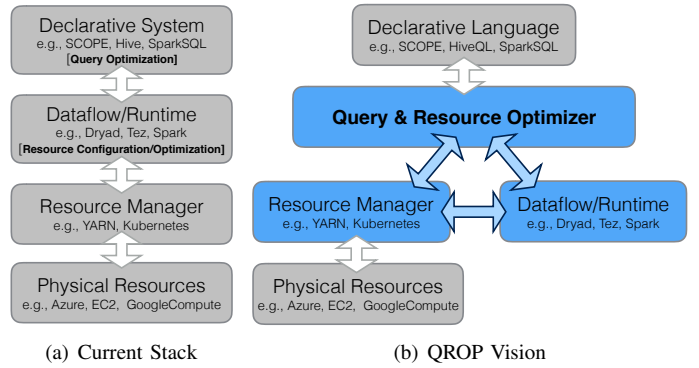 Declarative System
e.g., SCOPE, Hive, SparkSQL
[Query Optimization]
Dataflow/Runtime
e.g., Dryad, Tez, Spark
[Resource Configuration/Optimization]
Resource Manager
e.g., YARN, Kubernetes
Physical Resources
e.g., Azure, EC2, GoogleCompute
(a) Current Stack
Declarative Language
e.g., SCOPE, HiveQL, SparkSQL
Query & Resource Optimizer
Resource Manager
e.g., YARN, Kubernetes
Dataflow/Runtime
e.g., Dryad, Tez, Spark
Physical Resources
e.g., Azure, EC2, GoogleCompute
(b) QROP Vision